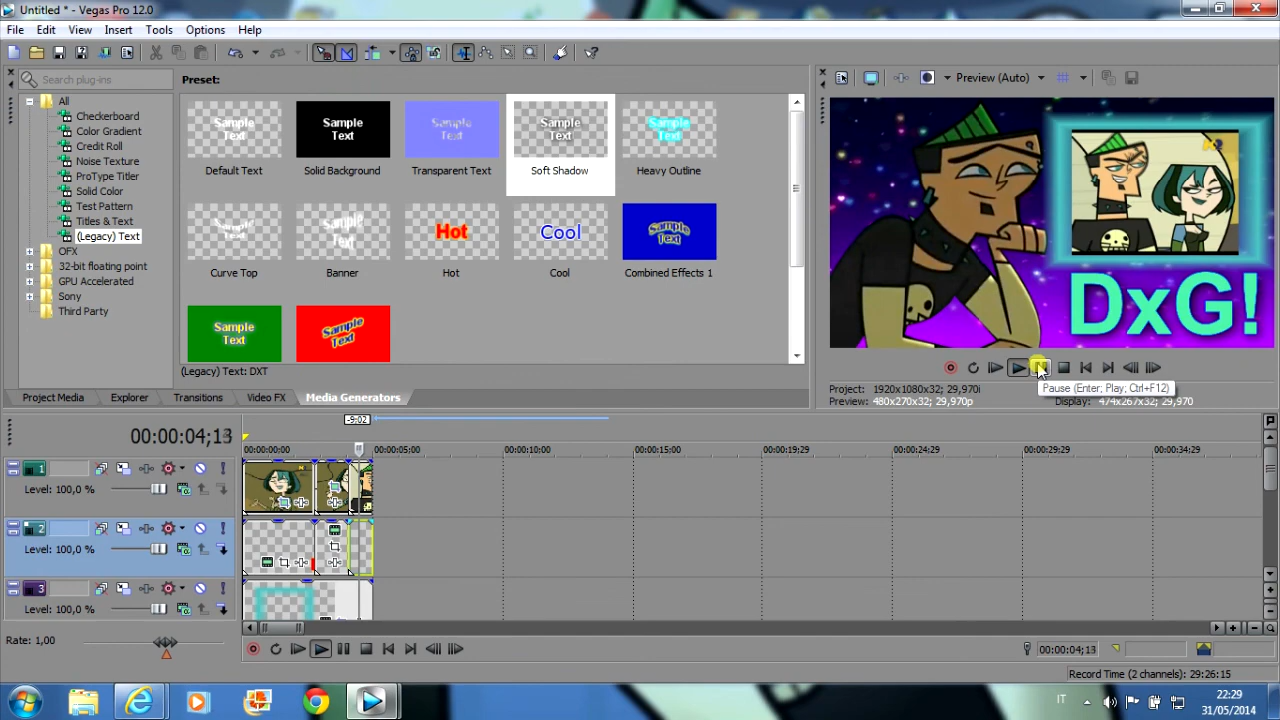 Untitled * - Vegas Pro 12.0
File Edit View Insert Tools Options Help
Search plug-ins
All
Checkerboard
Color Gradient
Credit Roll
Noise Texture
ProType Titler
Solid Color
Test Pattern
Titles & Text
(Legacy) Text
OFX
32-bit floating point
GPU Accelerated
Sony
Third Party
Preset:
Sample Text
Sample Text
Sample Text
Sample Text
Sample Text
Default Text
Solid Background
Transparent Text
Soft Shadow
Heavy Outline
Sample Text
Sample Text
Hot
Cool
Sample Text
Curve Top
Banner
Hot
Cool
Combined Effects 1
Sample Text
Sample Text
(Legacy) Text: DXT
Project Media
Explorer
Transitions
Video FX
Media Generators
Preview (Auto)
K2
DxG!
Pause (Enter; Play; Ctrl+F12)
Project: 1920x1080x32; 29,970i
Preview: 480x270x32; 29,970p
Display: 474x267x32; 29,970
-9:02
00:00:04;13
00:00:00:00
00:00:05;00
00:00:10;00
00:00:15;00
00:00:19;29
00:00:24;29
00:00:29;29
00:00:34;29
1
Level: 100,0 %
2
Level: 100,0 %
3
Level: 100,0 %
Rate: 1,00
00:00:04;13
Record Time (2 channels): 29:26:15
IT
22:29
31/05/2014